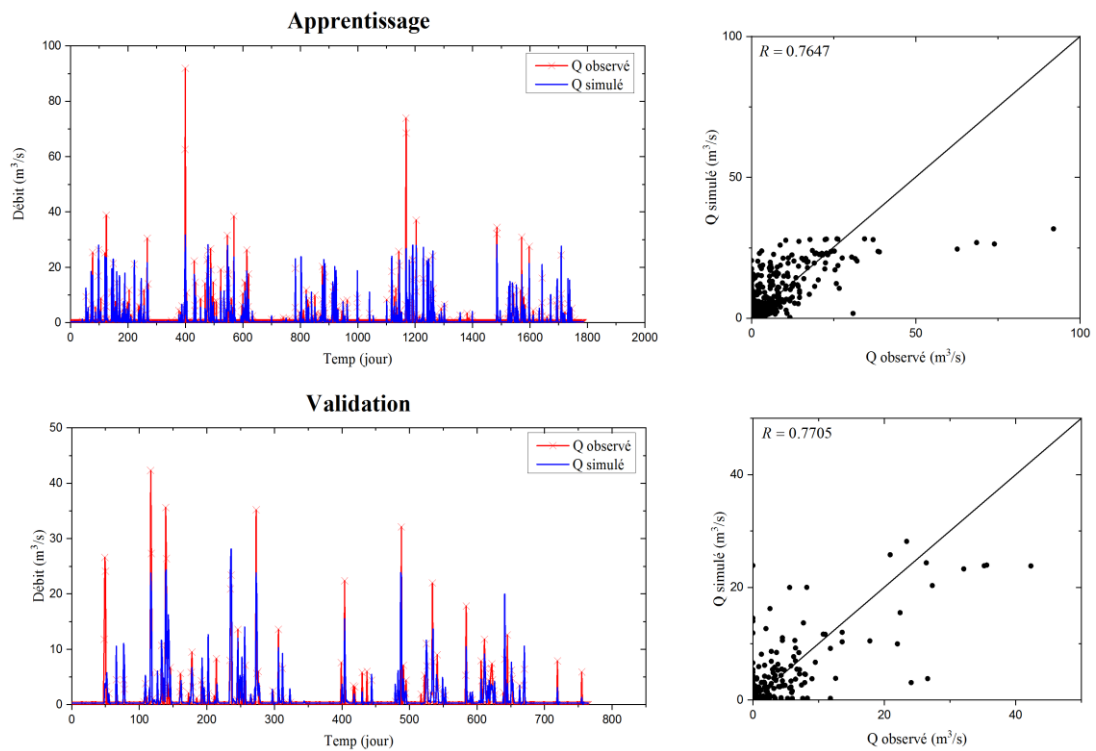 Apprentissage
100
80
60
40
20
0
Débit (m³/s)
Q observé
Q simulé
0 200 400 600 800 1000 1200 1400 1600 1800 2000
Temp (jour)
R = 0.7647
100
50
0
Q simulé (m³/s)
0 50 100
Q observé (m³/s)
Validation
50
40
30
20
10
0
Débit (m³/s)
Q observé
Q simulé
0 100 200 300 400 500 600 700 800
Temp (jour)
R = 0.7705
40
20
0
Q simulé (m³/s)
0 20 40
Q observé (m³/s)